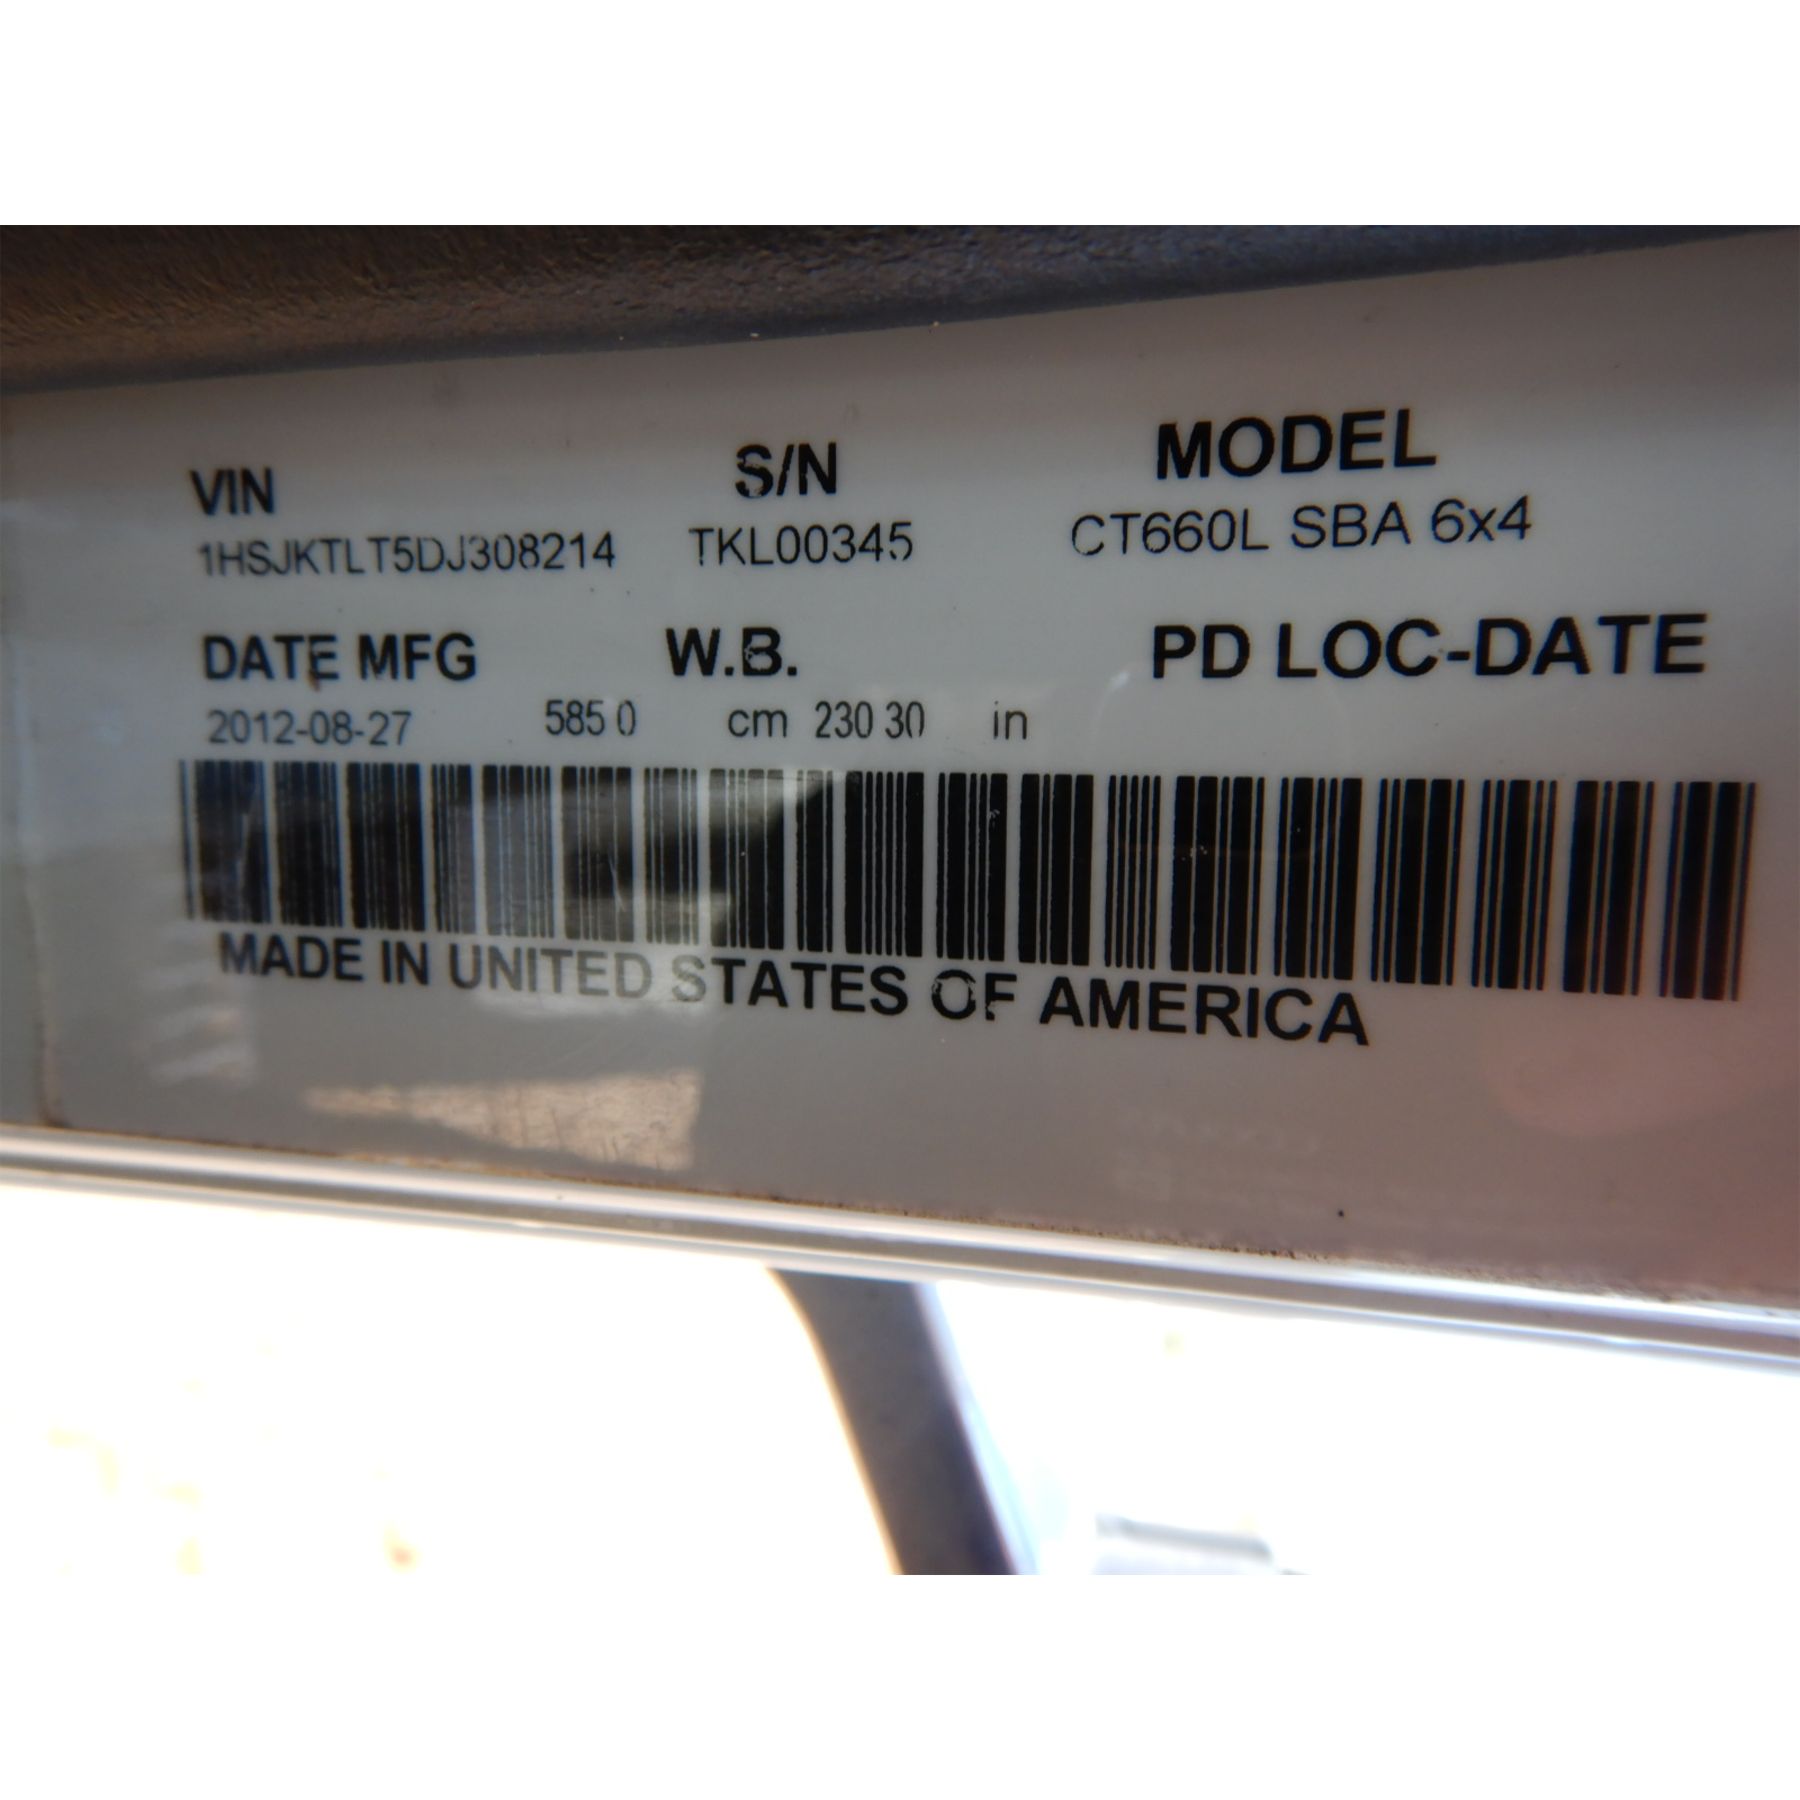 VIN S/N MODEL
1HSJKTLT5DJ308214 TKL00345 CT660L SBA 6x4
DATE MFG W.B. PD LOC-DATE
2012-08-27 585 0 cm 230 30 in
MADE IN UNITED STATES OF AMERICA